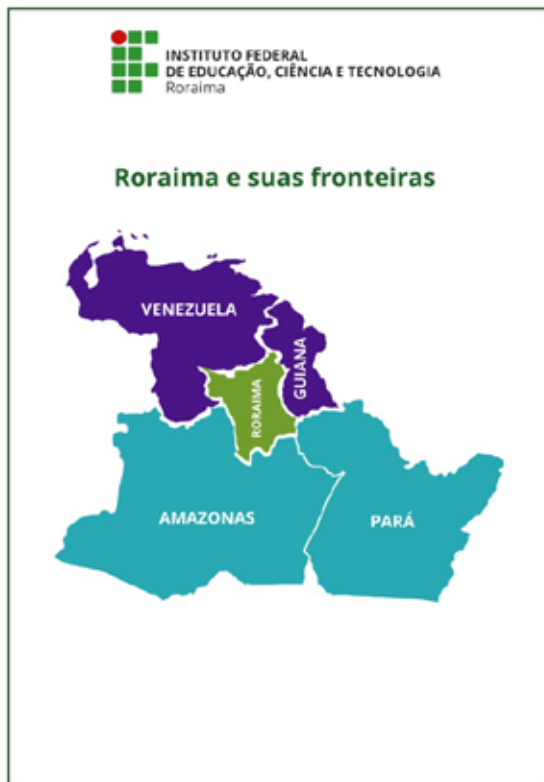 INSTITUTO FEDERAL
DE EDUCAÇÃO, CIÊNCIA E TECNOLOGIA
Roraima
Roraima e suas fronteiras
VENEZUELA
GUIANA
RORAIMA
AMAZONAS
PARÁ